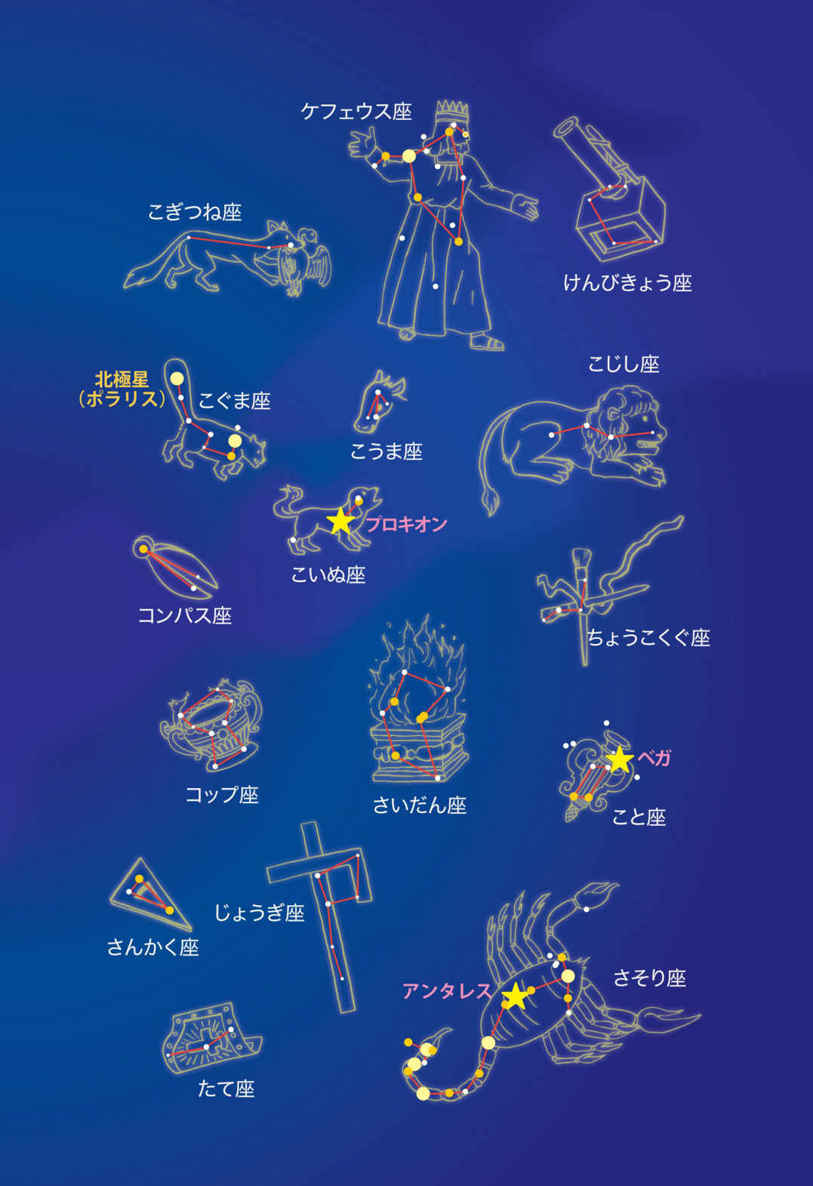 ケフェウス座
こぎつね座
けんびきょう座
こじし座
北極星
(ポラリス)
こぐま座
こうま座
プロキオン
こいぬ座
コンパス座
ちょうこくぐ座
ベガ
コップ座
さいだん座
こと座
じょうぎ座
さんかく座
さそり座
アンタレス
たて座